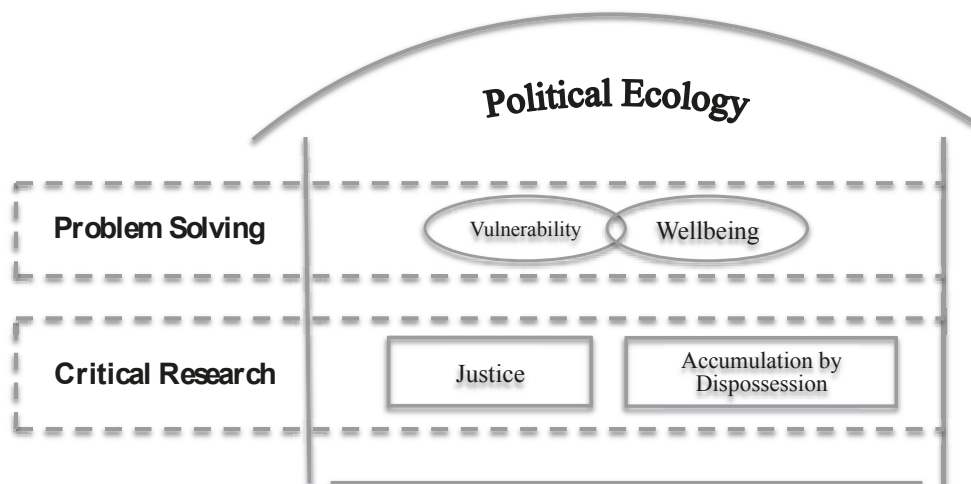 Political Ecology
Problem Solving
Vulnerability
Wellbeing
Critical Research
Justice
Accumulation by
Dispossession